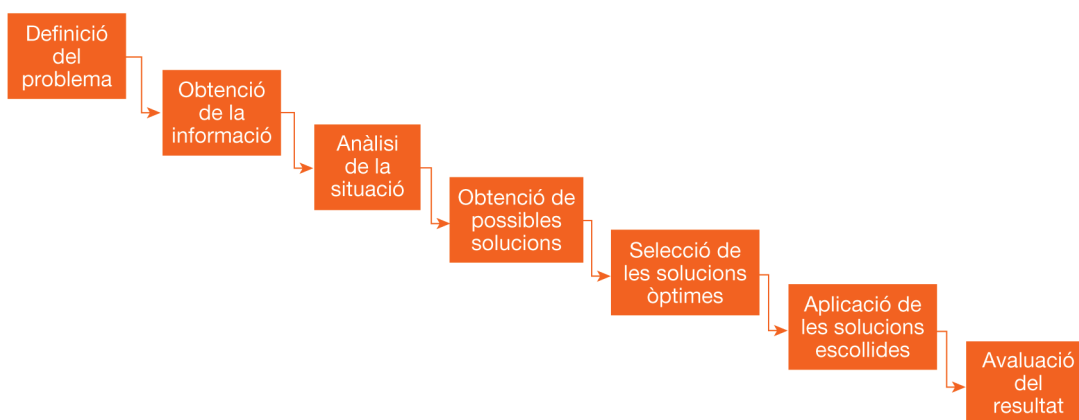 Definició
del
problema
Obtenció
de la
informació
Anàlisi
de la
situació
Obtenció de
possibles
solucions
Selecció de
les solucions
òptimes
Aplicació de
les solucions
escollides
Avaluació
del
resultat